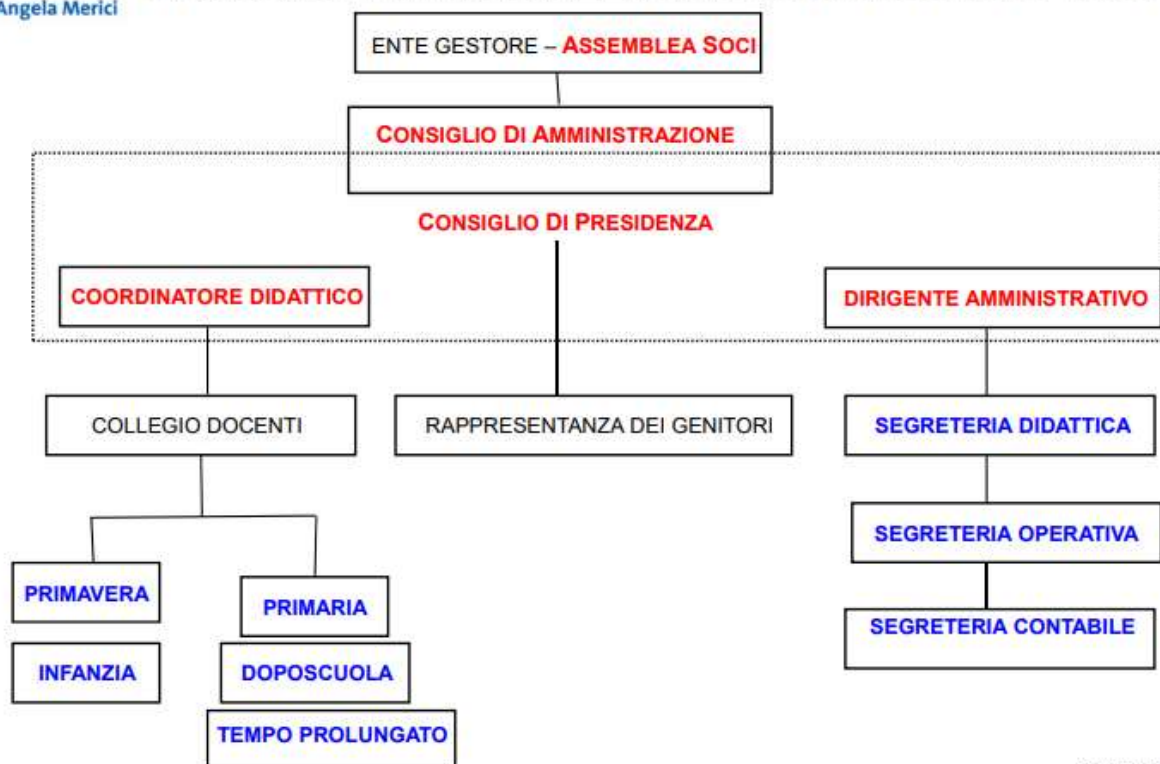 Angela Merici
ENTE GESTORE – ASSEMBLEA SOCI
CONSIGLIO DI AMMINISTRAZIONE
CONSIGLIO DI PRESIDENZA
COORDINATORE DIDATTICO
DIRIGENTE AMMINISTRATIVO
COLLEGIO DOCENTI
RAPPRESENTANZA DEI GENITORI
SEGRETERIA DIDATTICA
SEGRETERIA OPERATIVA
PRIMAVERA
PRIMARIA
SEGRETERIA CONTABILE
INFANZIA
DOPOSCUOLA
TEMPO PROLUNGATO